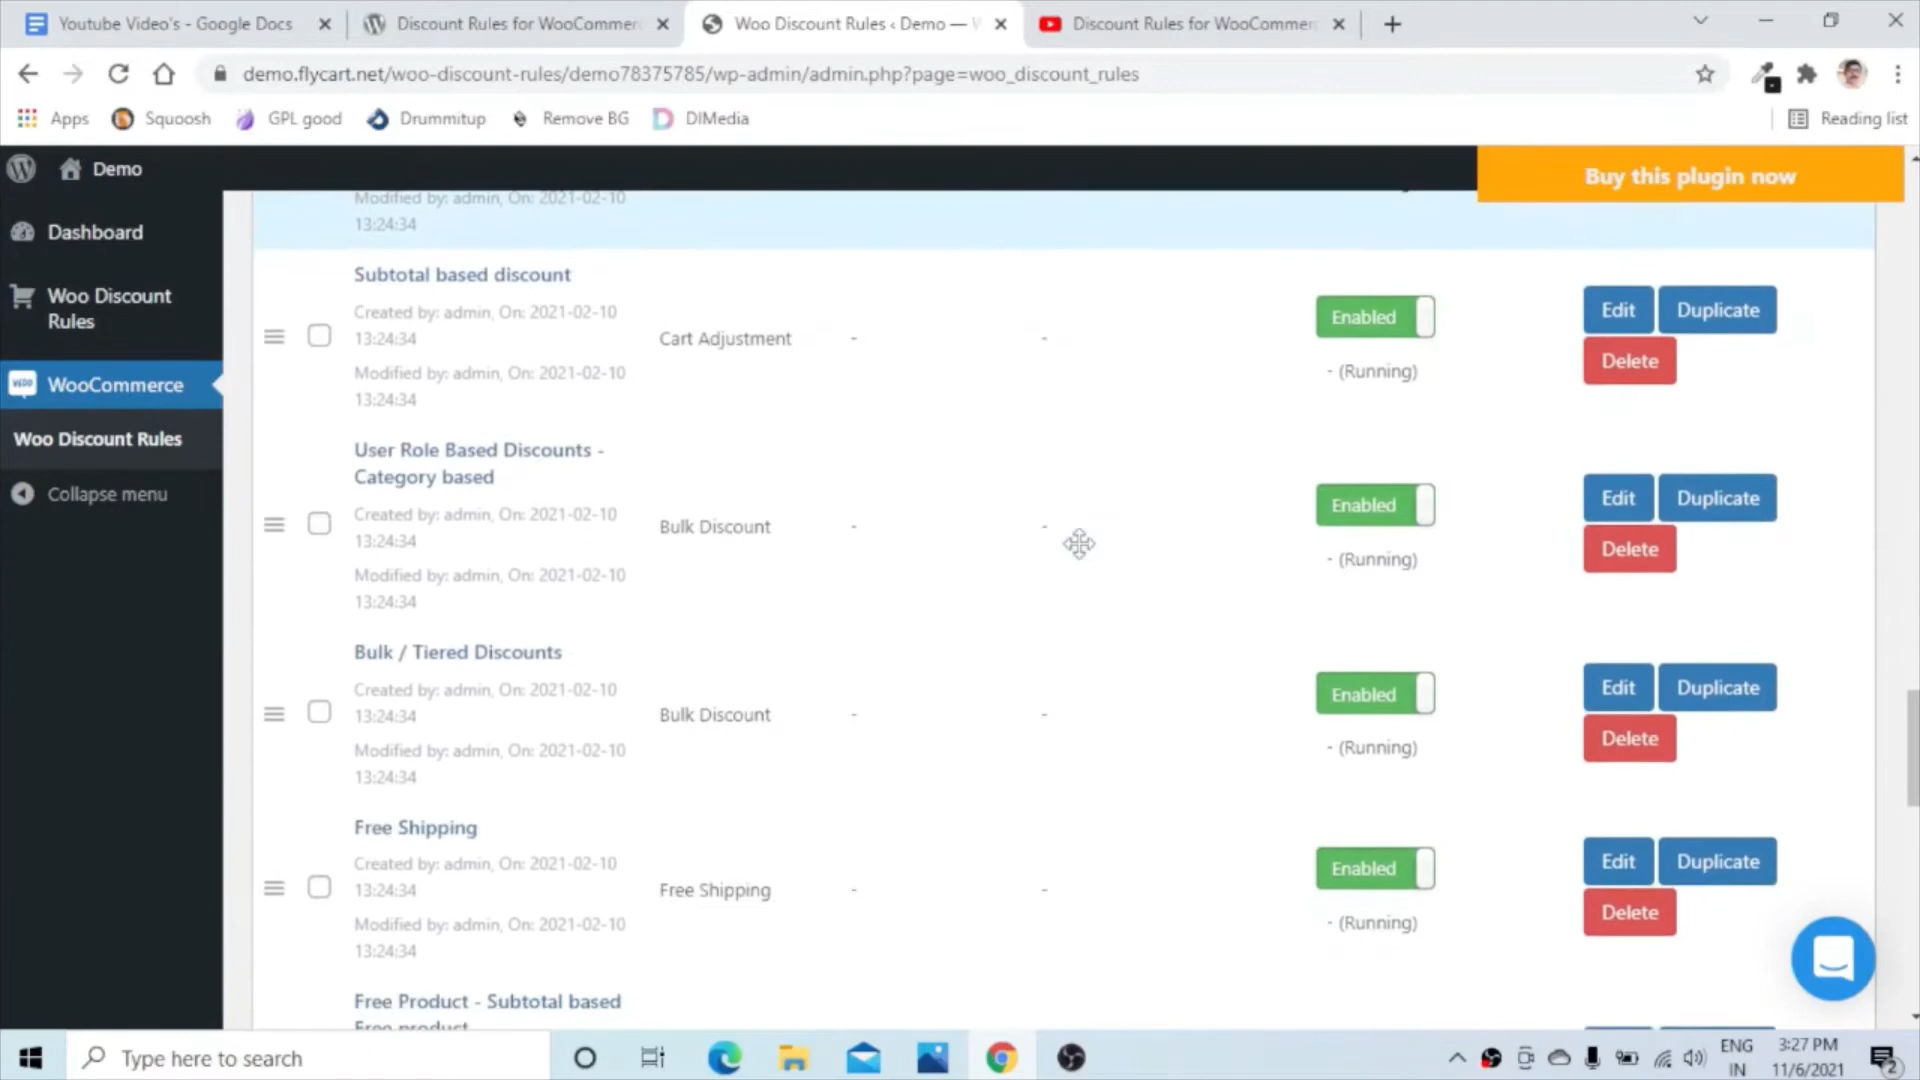 Youtube Video's - Google Docs
Discount Rules for WooCommer
Woo Discount Rules ‹ Demo —
Discount Rules for WooCommer
demo.flycart.net/woo-discount-rules/demo78375785/wp-admin/admin.php?page=woo_discount_rules
Apps
Squoosh
GPL good
Drummitup
Remove BG
DIMedia
Reading list
Demo
Buy this plugin now
Dashboard
Woo Discount
Rules
WooCommerce
Woo Discount Rules
Collapse menu
Modified by: admin, On: 2021-02-10
13:24:34
Subtotal based discount
Created by: admin, On: 2021-02-10
13:24:34
Modified by: admin, On: 2021-02-10
13:24:34
Cart Adjustment
-
-
Enabled
- (Running)
Edit
Duplicate
Delete
User Role Based Discounts -
Category based
Created by: admin, On: 2021-02-10
13:24:34
Modified by: admin, On: 2021-02-10
13:24:34
Bulk Discount
-
-
Enabled
- (Running)
Edit
Duplicate
Delete
Bulk / Tiered Discounts
Created by: admin, On: 2021-02-10
13:24:34
Modified by: admin, On: 2021-02-10
13:24:34
Bulk Discount
-
-
Enabled
- (Running)
Edit
Duplicate
Delete
Free Shipping
Created by: admin, On: 2021-02-10
13:24:34
Modified by: admin, On: 2021-02-10
13:24:34
Free Shipping
-
-
Enabled
- (Running)
Edit
Duplicate
Delete
Free Product - Subtotal based
Free product
Type here to search
ENG
IN
3:27 PM
11/6/2021
2